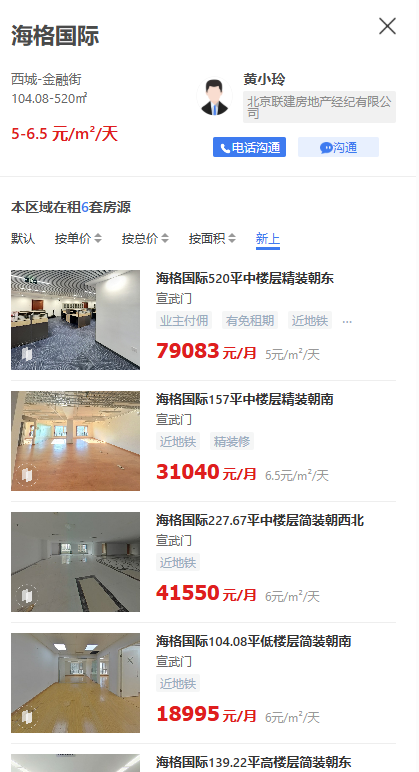 海格国际
西城-金融街
104.08-520㎡
5-6.5 元/m²/天
黄小玲
北京联建房地产经纪有限公
司
电话沟通
沟通
本区域在租6套房源
默认 按单价 按总价 按面积 新上
海格国际520平中楼层精装朝东
宣武门
业主付佣 有免租期 近地铁 ...
79083 元/月 5元/m²/天
海格国际157平中楼层精装朝南
宣武门
近地铁 精装修
31040 元/月 6.5元/m²/天
海格国际227.67平中楼层简装朝西北
宣武门
近地铁
41550 元/月 6元/m²/天
海格国际104.08平低楼层简装朝南
宣武门
近地铁
18995 元/月 6元/m²/天
海格国际139.22平高楼层简装朝东